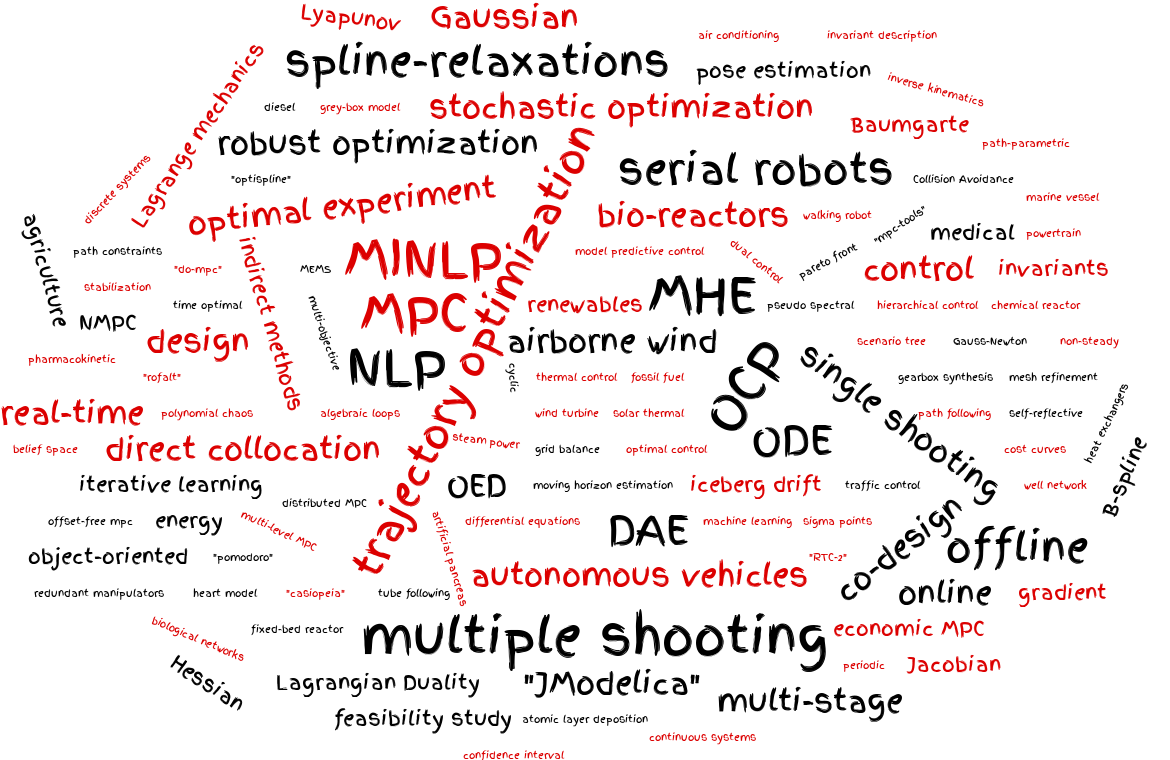 Lyapunov
Gaussian
air conditioning
invariant description
spline-relaxations
pose estimation
inverse kinematics
Lagrange mechanics
diesel
grey-box model
stochastic optimization
Baumgarte
robust optimization
path-parametric
discrete systems
"optispline"
serial robots
Collision Avoidance
optimal experiment
trajectory optimization
bio-reactors
walking robot
marine vessel
agriculture
path constraints
indirect methods
MINLP
model predictive control
dual control
pareto front
"mpc-tools"
medical
powertrain
"do-mpc"
MEMS
control
invariants
stabilization
time optimal
multi-objective
MPC
renewables
MHE
pseudo spectral
hierarchical control
chemical reactor
NMPC
design
airborne wind
scenario tree
Gauss-Newton
non-steady
pharmacokinetic
"rofalt"
NLP
cyclic
thermal control
fossil fuel
OCP
single shooting
gearbox synthesis
mesh refinement
real-time
polynomial chaos
algebraic loops
wind turbine
solar thermal
path following
self-reflective
heat exchangers
belief space
direct collocation
steam power
grid balance
optimal control
ODE
cost curves
B-spline
iterative learning
distributed MPC
OED
moving horizon estimation
iceberg drift
traffic control
well network
offset-free mpc
energy
multi-level MPC
artificial pancreas
differential equations
DAE
machine learning
sigma points
co-design
offline
object-oriented
"pomodoro"
autonomous vehicles
"RTC-2"
redundant manipulators
heart model
"casiopeia"
tube following
online
gradient
biological networks
fixed-bed reactor
multiple shooting
economic MPC
Hessian
periodic
Jacobian
Lagrangian Duality
"JModelica"
multi-stage
feasibility study
atomic layer deposition
continuous systems
confidence interval